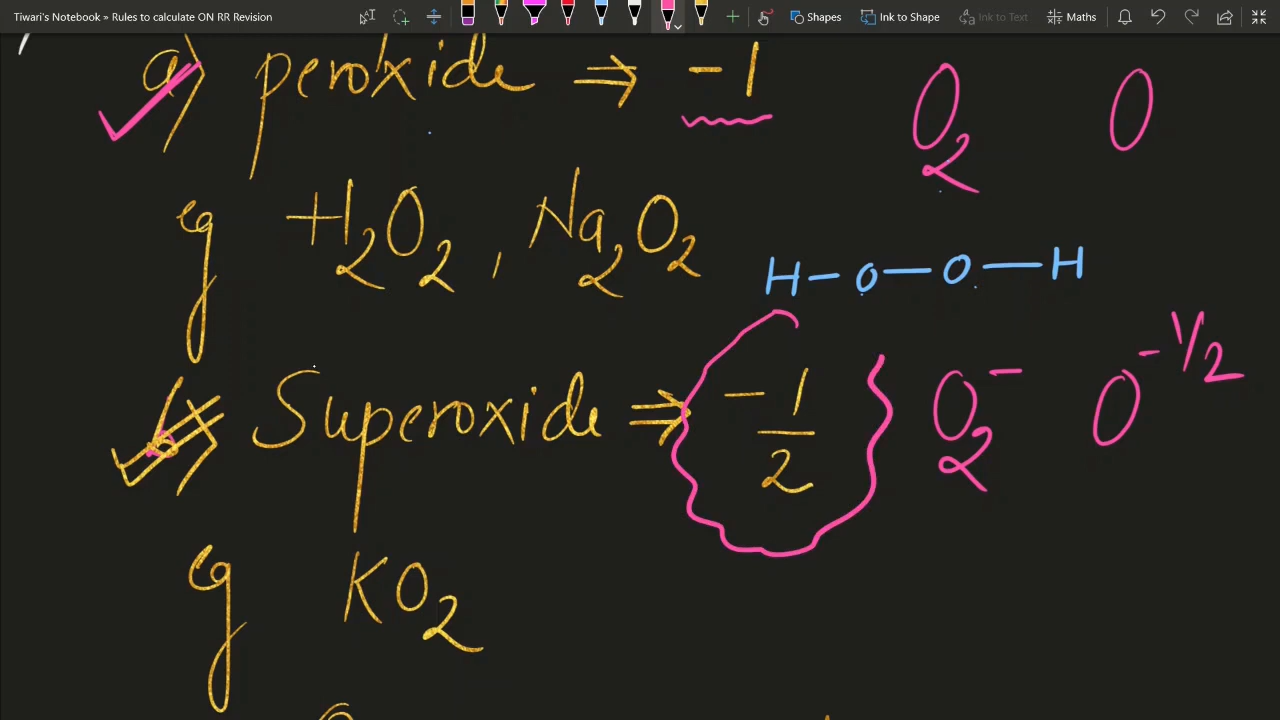 Tiwari's Notebook » Rules to calculate ON RR Revision
Shapes Ink to Shape Ink to Text Maths
a) peroxide ⇒ -1 O₂ O
eg H₂O₂, Na₂O₂
H-O-O-H
Superoxide ⇒ -1/2 O₂⁻ O⁻¹/²
eg KO₂